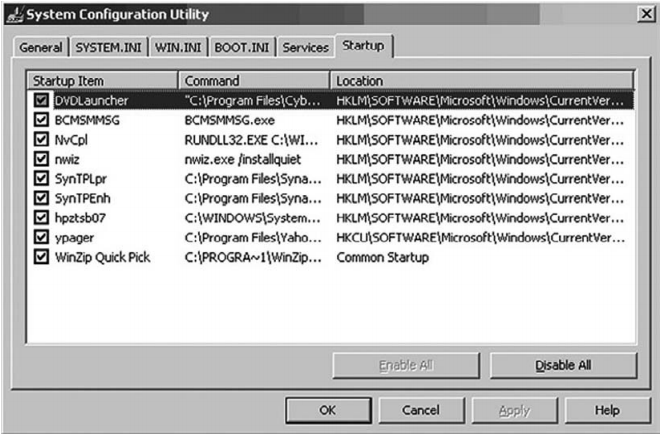 System Configuration Utility
General SYSTEM.INI WIN.INI BOOT.INI Services Startup
Startup Item Command Location
DVDLauncher "C:\Program Files\Cyb... HKLM\SOFTWARE\Microsoft\Windows\CurrentVer...
BCMSMMSG BCMSMMSG.exe HKLM\SOFTWARE\Microsoft\Windows\CurrentVer...
NvCpl RUNDLL32.EXE C:\WI... HKLM\SOFTWARE\Microsoft\Windows\CurrentVer...
nwiz nwiz.exe /installquiet HKLM\SOFTWARE\Microsoft\Windows\CurrentVer...
SynTPLpr C:\Program Files\Syna... HKLM\SOFTWARE\Microsoft\Windows\CurrentVer...
SynTPEnh C:\Program Files\Syna... HKLM\SOFTWARE\Microsoft\Windows\CurrentVer...
hpztsb07 C:\WINDOWS\System... HKLM\SOFTWARE\Microsoft\Windows\CurrentVer...
ypager C:\Program Files\Yaho... HKCU\SOFTWARE\Microsoft\Windows\CurrentVer...
WinZip Quick Pick C:\PROGRA~1\WinZip... Common Startup
Enable All Disable All
OK Cancel Apply Help